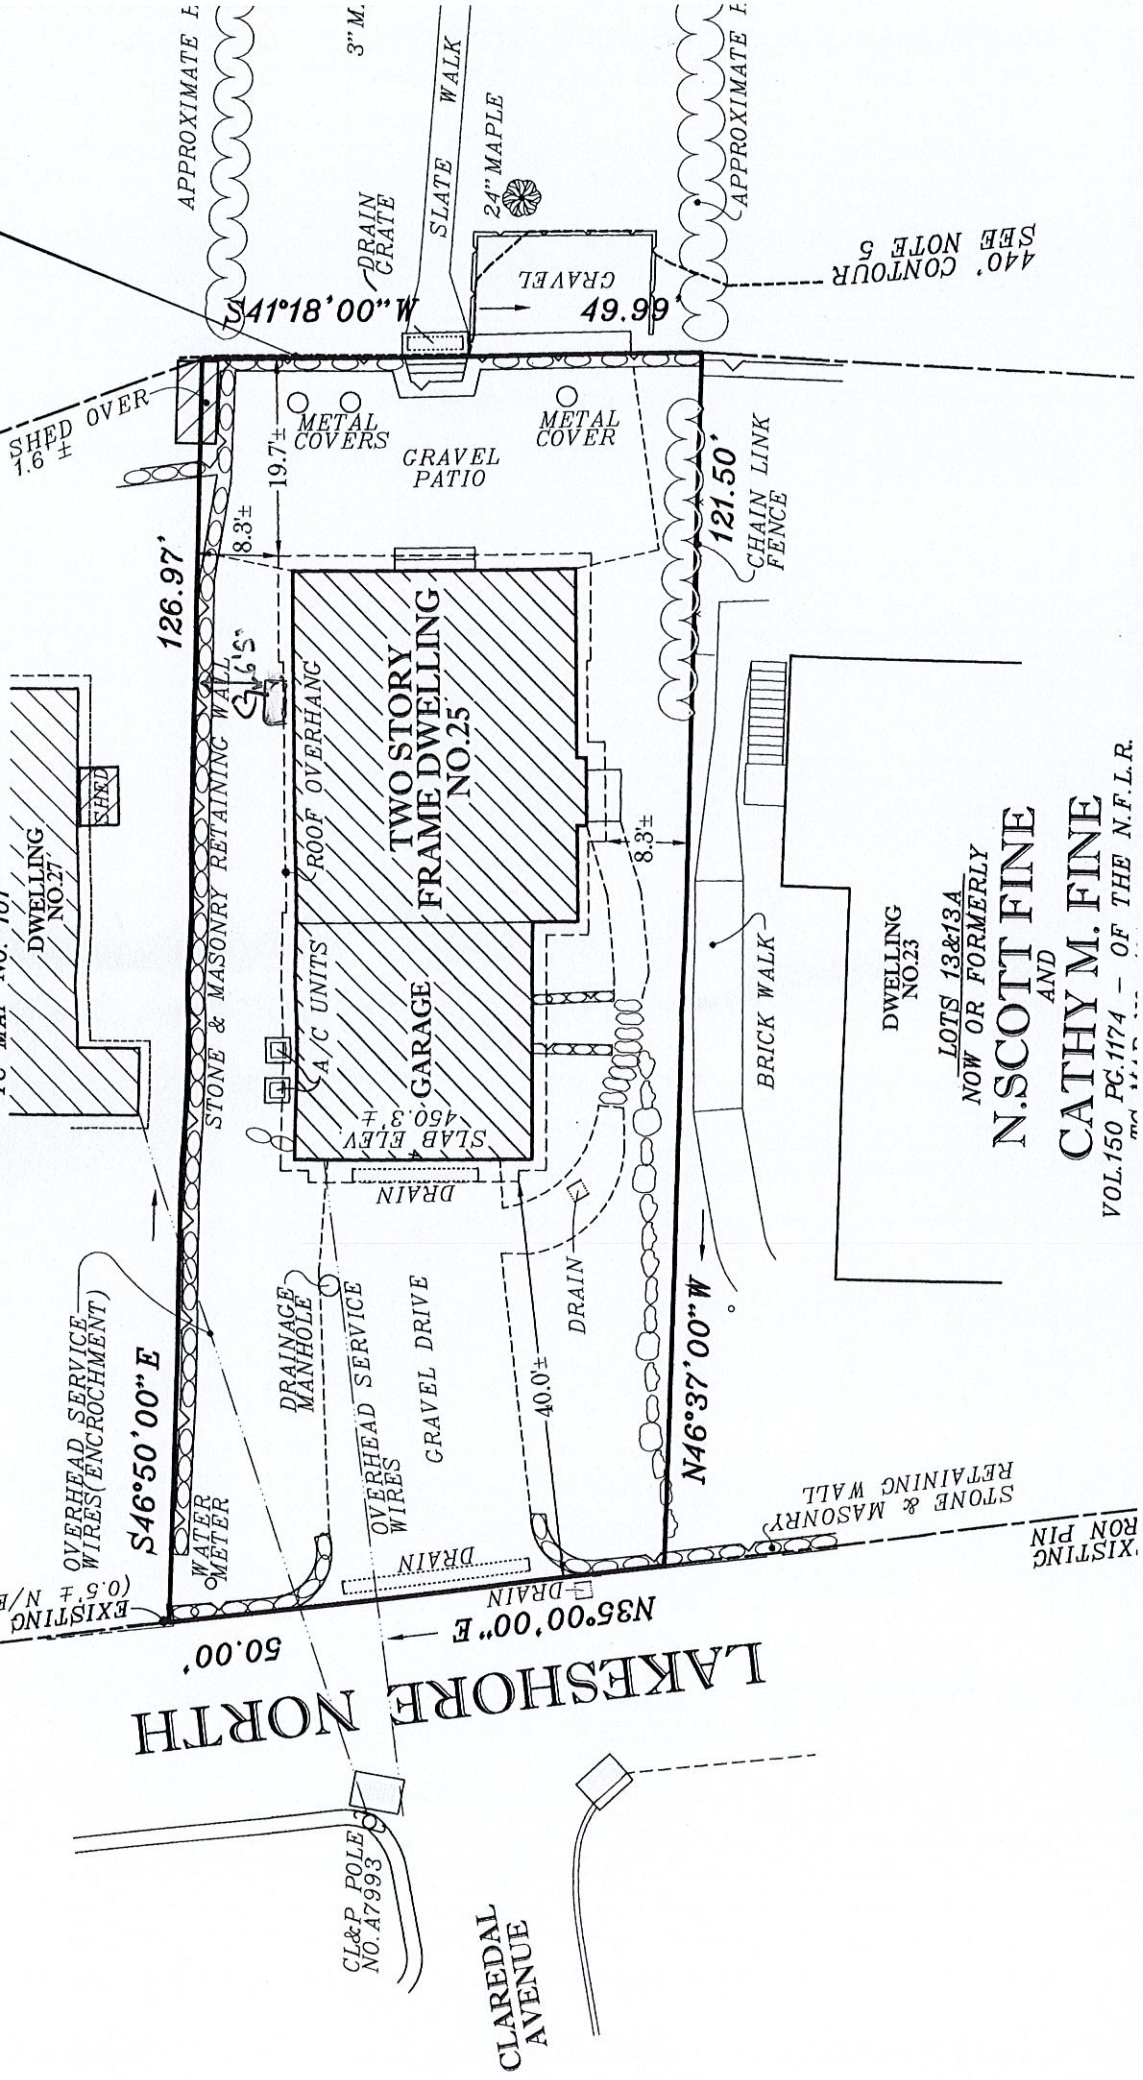 APPROXIMATE
3" M.
SLATE WALK
24" MAPLE
APPROXIMATE
DRAIN
GRATE
440' CONTOUR
SEE NOTE 5
GRAVEL
S41°18'00"W
49.99'
SHED OVER
1.6' ±
METAL
COVERS
METAL
COVER
GRAVEL
PATIO
19.7'±
8.3'±
126.97'
121.50'
CHAIN LINK
FENCE
STONE & MASONRY RETAINING WALL
ROOF OVERHANG
TWO STORY
FRAME DWELLING
NO.25
SHED
DWELLING
NO.27
8.3'±
A/C UNITS
GARAGE
SLAB ELEV
450.3'±
DRAIN
BRICK WALK
DWELLING
NO.23
LOTS 13&13A
NOW OR FORMERLY
N.SCOTT FINE
AND
CATHY M. FINE
VOL.150 PG.1174 - OF THE N.F.L.R.
OVERHEAD SERVICE
WIRES(ENCROCHMENT)
S46°50'00"E
DRAINAGE
MANHOLE
OVERHEAD SERVICE
WIRES
GRAVEL DRIVE
DRAIN
40.0'±
N46°37'00"W
WATER
METER
STONE & MASONRY
RETAINING WALL
EXISTING
(0.5'± N/E
DRAIN
DRAIN
XISTING
RON PIN
50.00'
N35°00'00"E
LAKESHORE NORTH
CL&P POLE
NO.A7993
CLAREDAL
AVENUE